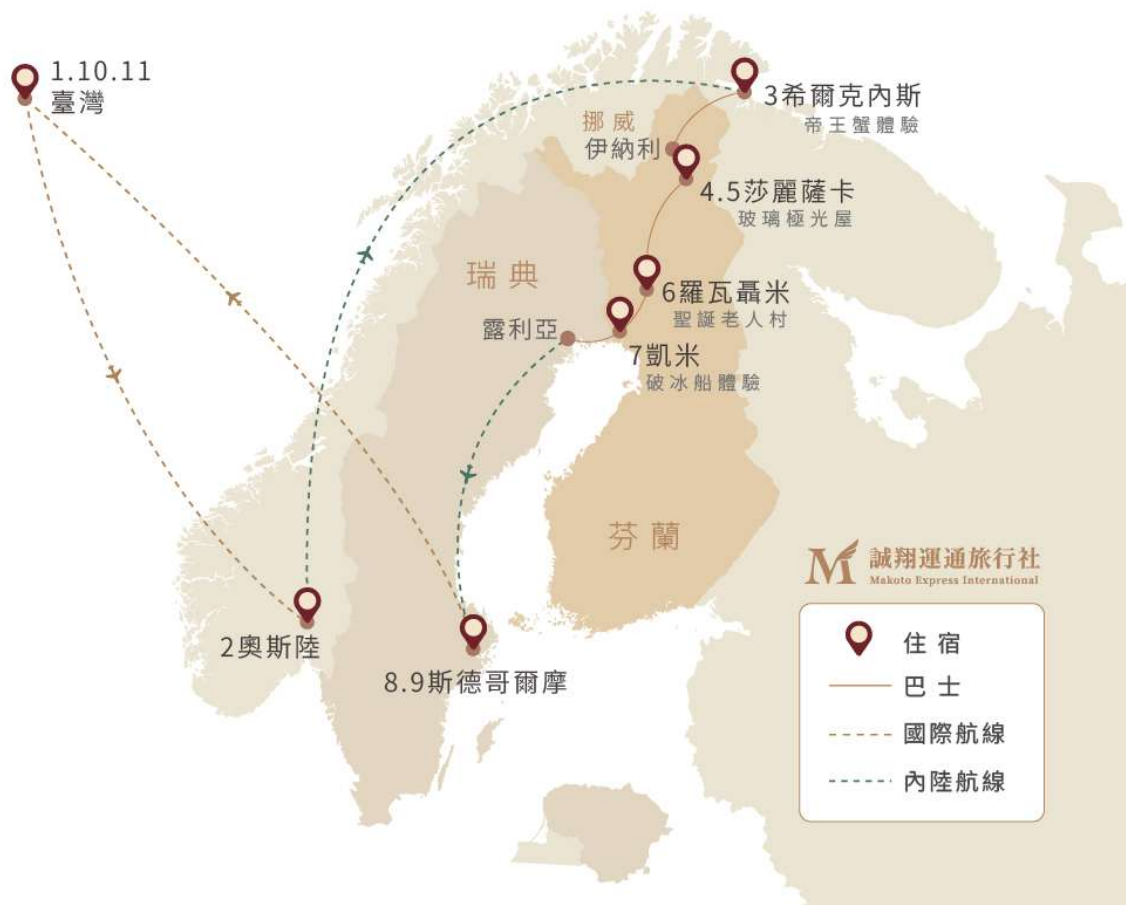 1.10.11
臺灣
3希爾克內斯
帝王蟹體驗
挪威
伊納利
4.5莎麗薩卡
玻璃極光屋
瑞典
6羅瓦聶米
聖誕老人村
露利亞
7凱米
破冰船體驗
芬蘭
2奧斯陸
8.9斯德哥爾摩
M 誠翔運通旅行社
Makoto Express International
住宿
巴士
國際航線
內陸航線